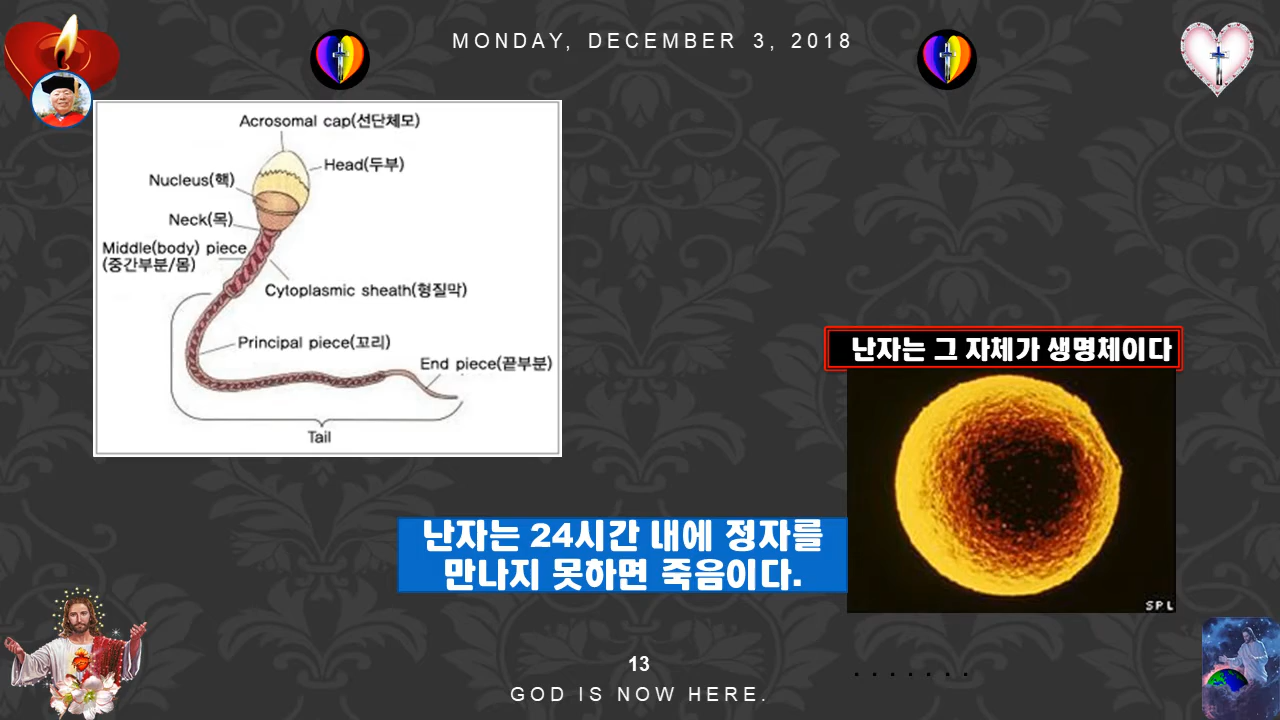 MONDAY, DECEMBER 3, 2018
Acrosomal cap(선단체모)
Head(두부)
Nucleus(핵)
Neck(목)
Middle(body) piece
(중간부분/몸)
Cytoplasmic sheath(형질막)
Principal piece(꼬리)
End piece(끝부분)
Tail
난자는 그 자체가 생명체이다
SPL
난자는 24시간 내에 정자를
만나지 못하면 죽음이다.
13
.......
GOD IS NOW HERE.